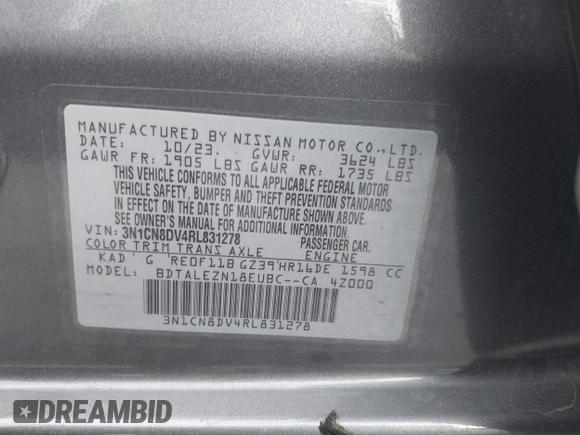 MANUFACTURED BY NISSAN MOTOR CO.,LTD.
DATE: 10/23. GVWR: 3624 LBS
GAWR FR: 1905 LBS GAWR RR: 1735 LBS
THIS VEHICLE CONFORMS TO ALL APPLICABLE FEDERAL MOTOR
VEHICLE SAFETY, BUMPER AND THEFT PREVENTION STANDARDS
IN EFFECT ON THE DATE OF MANUFACTURE SHOWN ABOVE.
SEE OWNER'S MANUAL FOR ADDITIONAL INFORMATION.
VIN: 3N1CN8DV4RL831278 PASSENGER CAR.
COLOR TRIM TRANS AXLE ENGINE
KAD G RE0F11B GZ39 HR16DE 1598 CC
MODEL: BDTALEZN18EUBC--CA 4Z000
3N1CN8DV4RL831278
DREAMBID